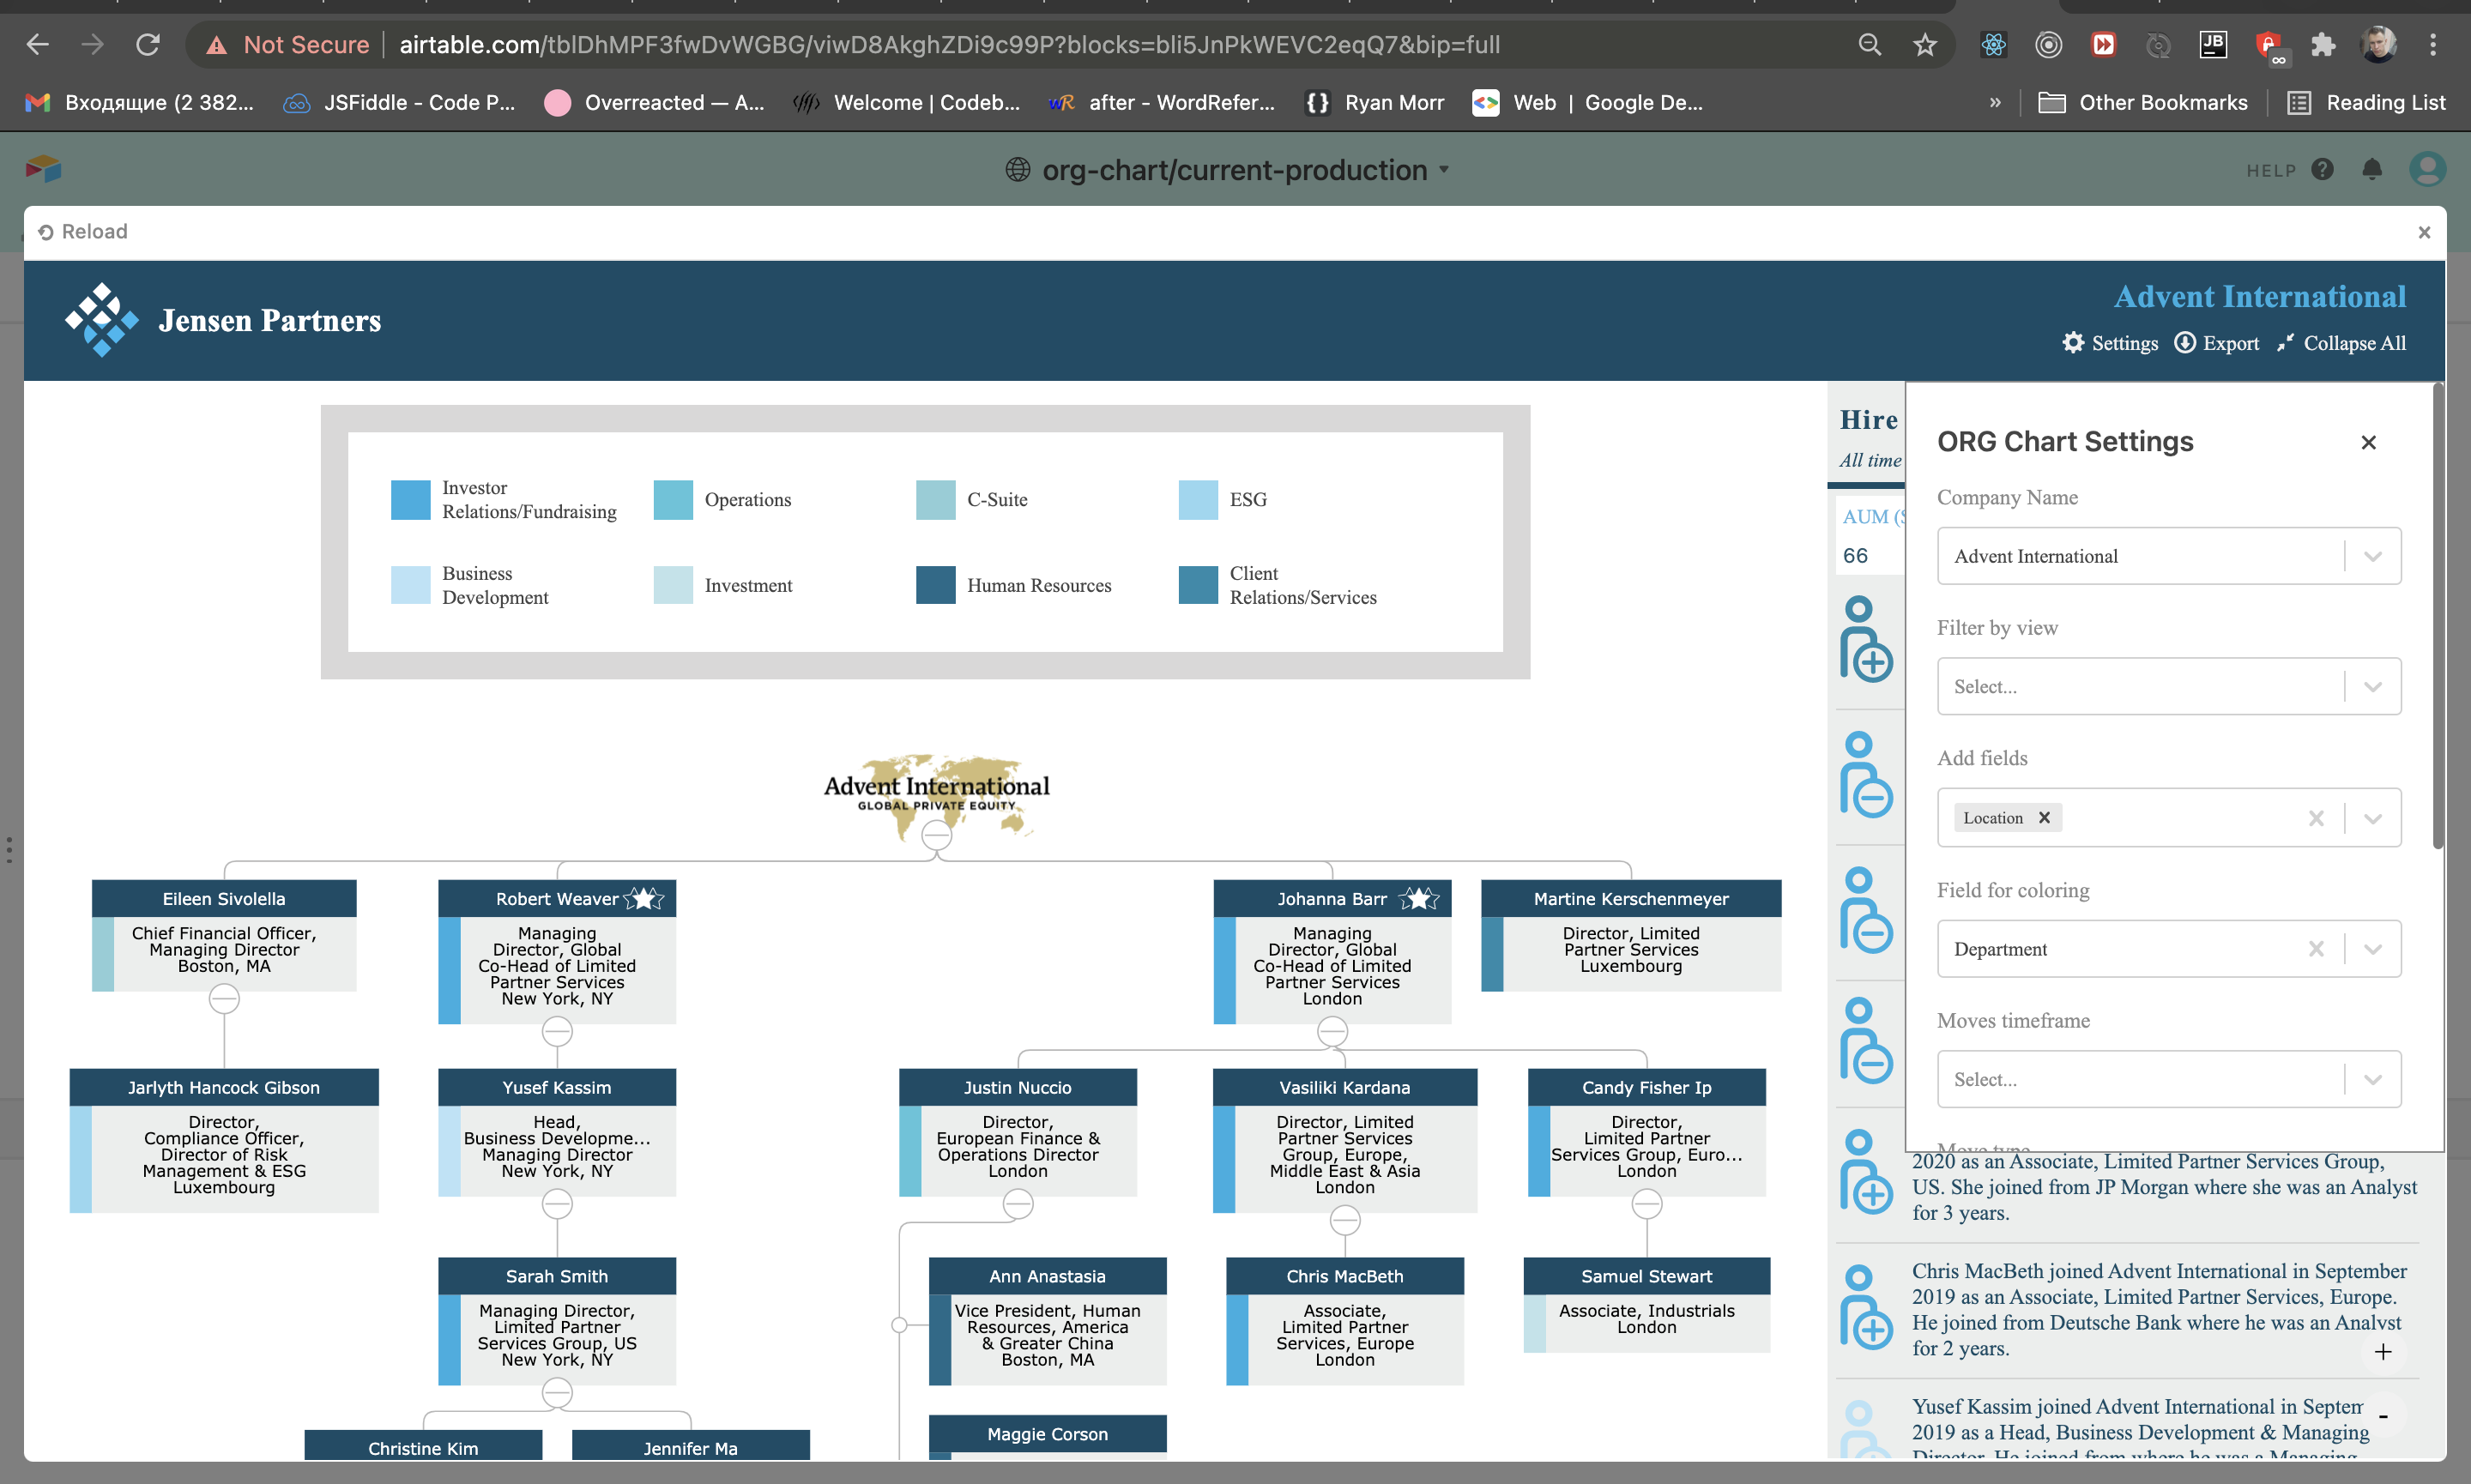 Not Secure
airtable.com/tblDhMPF3fwDvWGBG/viwD8AkghZDi9c99P?blocks=bli5JnPkWEVC2eqQ7&bip=full
JB
Входящие (2 382...
JSFiddle - Code P...
Overreacted — A...
Welcome | Codeb...
WR
after - WordRefer...
Ryan Morr
Web | Google De...
»
Other Bookmarks
Reading List
org-chart/current-production
HELP
Reload
Jensen Partners
Advent International
Settings
Export
Collapse All
Investor
Relations/Fundraising
Operations
C-Suite
ESG
Business
Development
Investment
Human Resources
Client
Relations/Services
Advent International
GLOBAL PRIVATE EQUITY
Eileen Sivolella
Chief Financial Officer,
Managing Director
Boston, MA
Robert Weaver
Managing
Director, Global
Co-Head of Limited
Partner Services
New York, NY
Johanna Barr
Managing
Director, Global
Co-Head of Limited
Partner Services
London
Martine Kerschenmeyer
Director, Limited
Partner Services
Luxembourg
Jarlyth Hancock Gibson
Director,
Compliance Officer,
Director of Risk
Management & ESG
Luxembourg
Yusef Kassim
Head,
Business Developme...
Managing Director
New York, NY
Justin Nuccio
Director,
European Finance &
Operations Director
London
Vasiliki Kardana
Director, Limited
Partner Services
Group, Europe,
Middle East & Asia
London
Candy Fisher Ip
Director,
Limited Partner
Services Group, Euro...
London
Sarah Smith
Managing Director,
Limited Partner
Services Group, US
New York, NY
Ann Anastasia
Vice President, Human
Resources, America
& Greater China
Boston, MA
Chris MacBeth
Associate,
Limited Partner
Services, Europe
London
Samuel Stewart
Associate, Industrials
London
Christine Kim
Jennifer Ma
Maggie Corson
Hire
All time
AUM ($
66
ORG Chart Settings
Company Name
Advent International
Filter by view
Select...
Add fields
Location
Field for coloring
Department
Moves timeframe
Select...
Move type
2020 as an Associate, Limited Partner Services Group,
US. She joined from JP Morgan where she was an Analyst
for 3 years.
Chris MacBeth joined Advent International in September
2019 as an Associate, Limited Partner Services, Europe.
He joined from Deutsche Bank where he was an Analyst
for 2 years.
+
Yusef Kassim joined Advent International in Septem
-
2019 as a Head, Business Development & Managing
Director. He joined from where he was a Managing